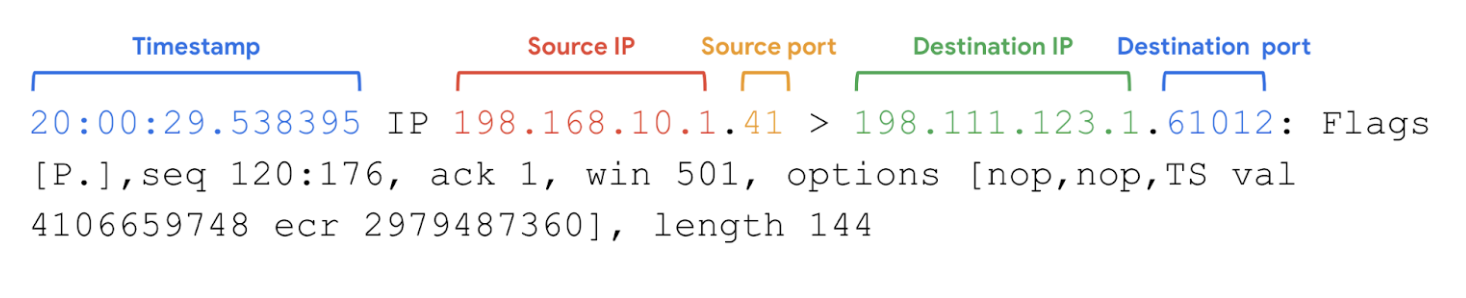 Timestamp Source IP Source port Destination IP Destination port
20:00:29.538395 IP 198.168.10.1.41 > 198.111.123.1.61012: Flags
[P.],seq 120:176, ack 1, win 501, options [nop,nop,TS val
4106659748 ecr 2979487360], length 144